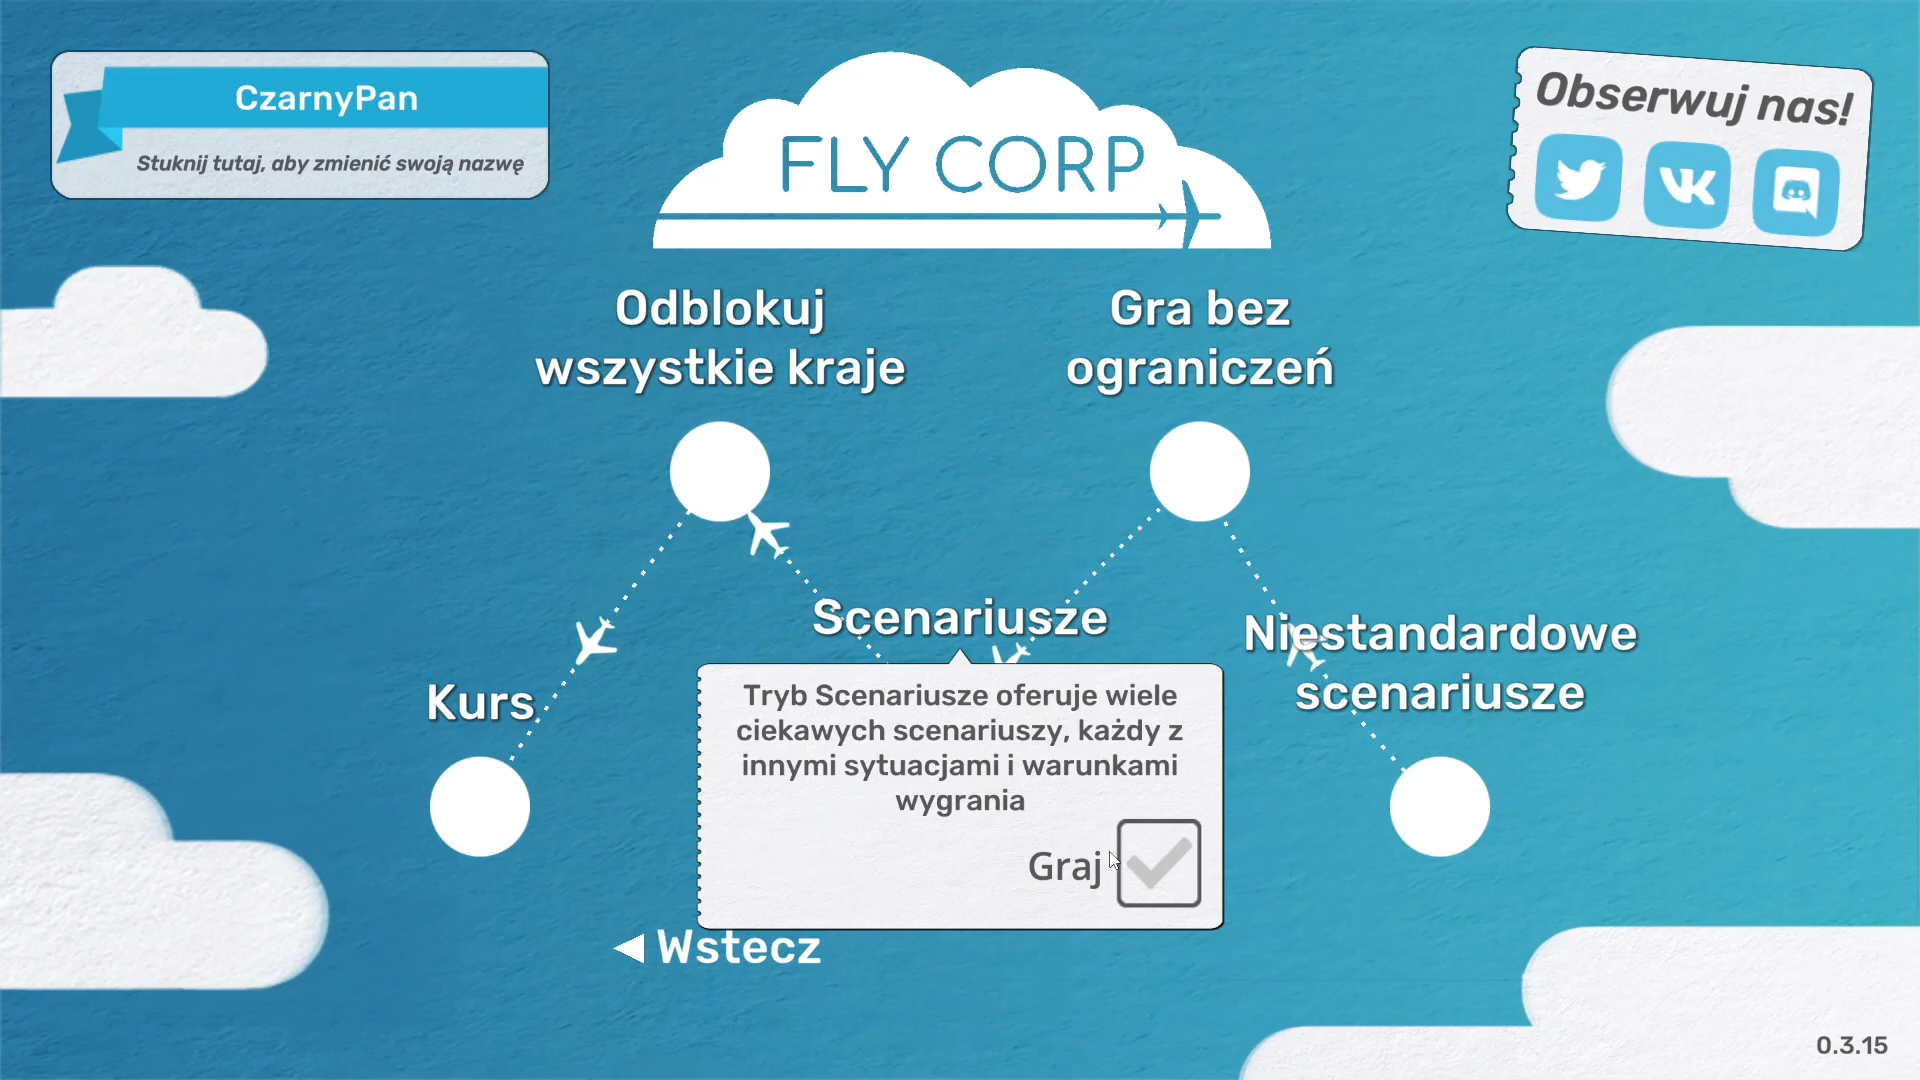 CzarnyPan
Stuknij tutaj, aby zmienić swoją nazwę
FLY CORP
Obserwuj nas!
Odblokuj
wszystkie kraje
Gra bez
ograniczeń
Scenariusze
Niestandardowe
scenariusze
Kurs
Tryb Scenariusze oferuje wiele
ciekawych scenariuszy, każdy z
innymi sytuacjami i warunkami
wygrania
Graj
Wstecz
0.3.15